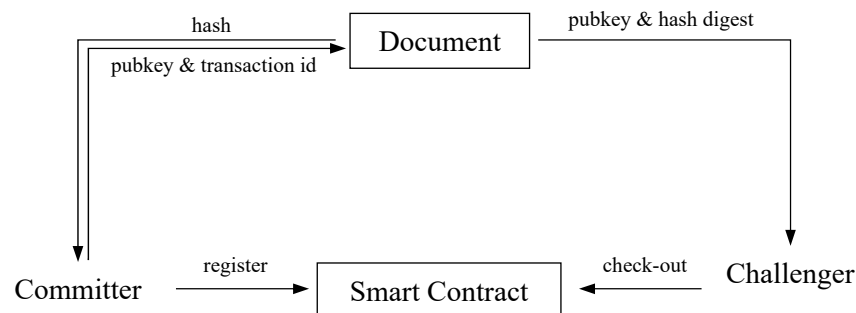 hash
pubkey & transaction id
Document
pubkey & hash digest
Committer
register
Smart Contract
check-out
Challenger